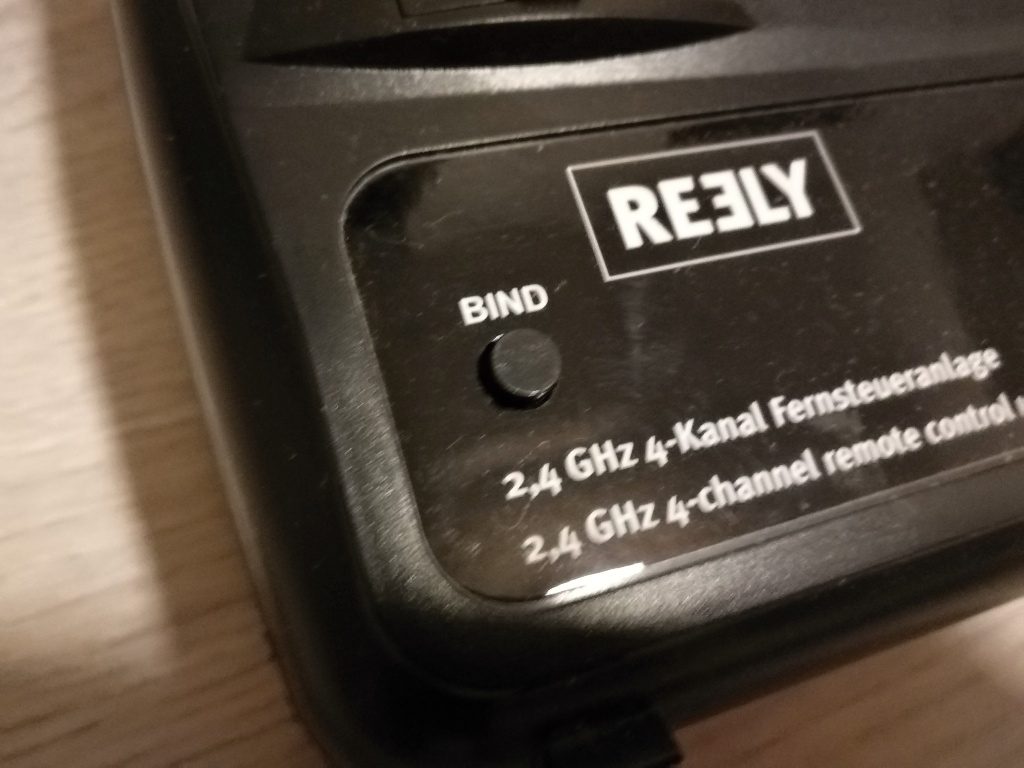 REELY
BIND
2,4 GHz 4-Kanal Fernsteueranlage
2,4 GHz 4-channel remote control